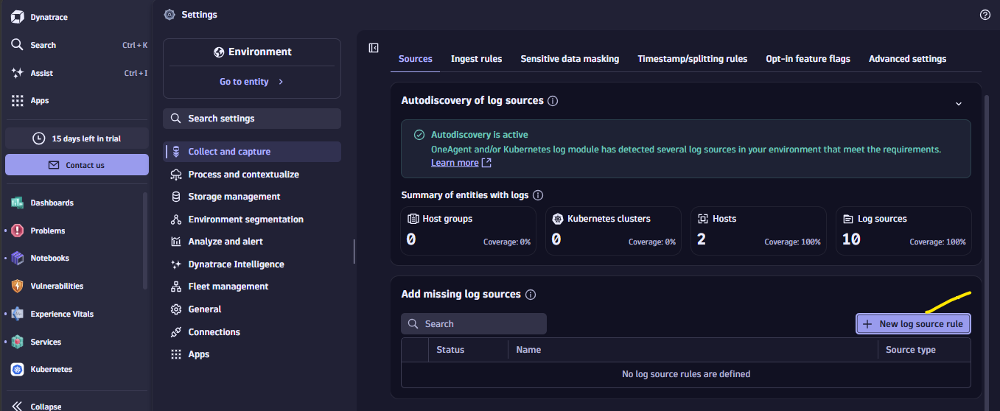 Dynatrace
Search Ctrl + K
Assist Ctrl + I
Apps
15 days left in trial
Contact us
Dashboards
Problems
Notebooks
Vulnerabilities
Experience Vitals
Services
Kubernetes
Collapse
Settings
Environment
Go to entity
Search settings
Collect and capture
Process and contextualize
Storage management
Environment segmentation
Analyze and alert
Dynatrace Intelligence
Fleet management
General
Connections
Apps
Sources Ingest rules Sensitive data masking Timestamp/splitting rules Opt-in feature flags Advanced settings
Autodiscovery of log sources
Autodiscovery is active
OneAgent and/or Kubernetes log module has detected several log sources in your environment that meet the requirements.
Learn more
Summary of entities with logs
Host groups
0 Coverage: 0%
Kubernetes clusters
0 Coverage: 0%
Hosts
2 Coverage: 100%
Log sources
10 Coverage: 100%
Add missing log sources
Search
New log source rule
Status Name Source type
No log source rules are defined